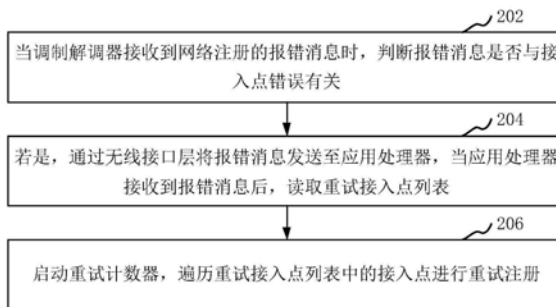 202
当调制解调器接收到网络注册的报错消息时，判断报错消息是否与接
入点错误有关
204
若是，通过无线接口层将报错消息发送至应用处理器，当应用处理器
接收到报错消息后，读取重试接入点列表
206
启动重试计数器，遍历重试接入点列表中的接入点进行重试注册